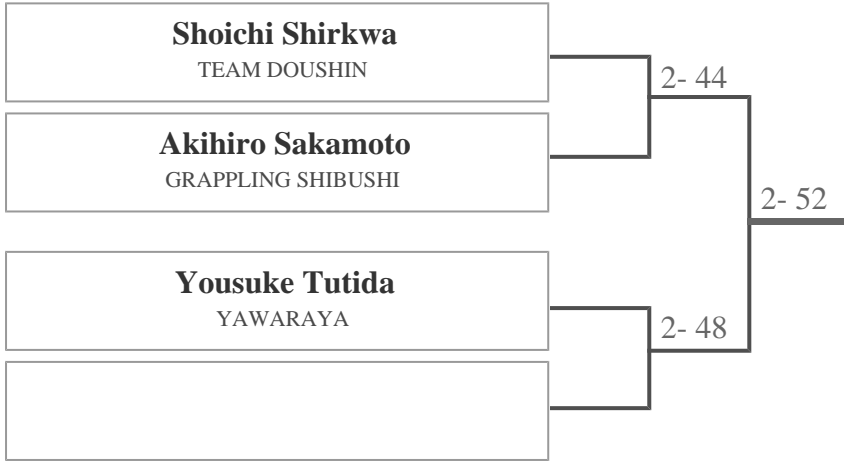 Shoichi Shirkwa
TEAM DOUSHIN
2- 44
Akihiro Sakamoto
GRAPPLING SHIBUSHI
2- 52
Yousuke Tutida
YAWARAYA
2- 48